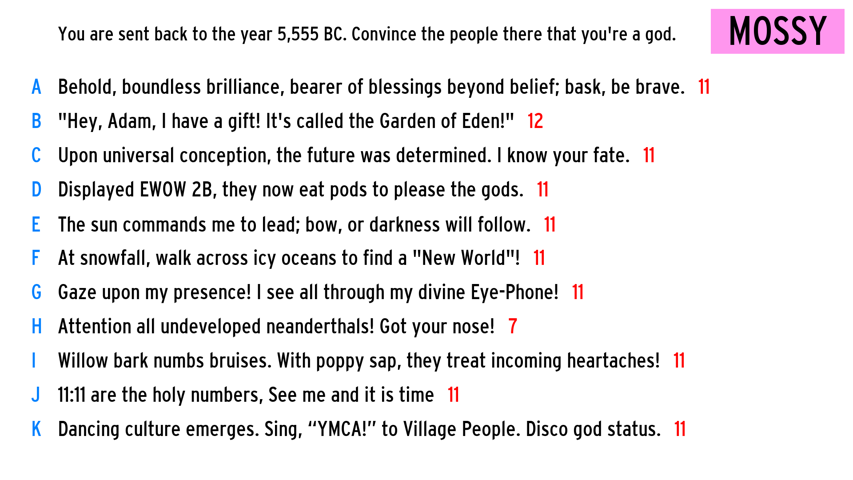 You are sent back to the year 5,555 BC. Convince the people there that you're a god.
MOSSY
A Behold, boundless brilliance, bearer of blessings beyond belief; bask, be brave. 11
B "Hey, Adam, I have a gift! It's called the Garden of Eden!" 12
C Upon universal conception, the future was determined. I know your fate. 11
D Displayed EWOW 2B, they now eat pods to please the gods. 11
E The sun commands me to lead; bow, or darkness will follow. 11
F At snowfall, walk across icy oceans to find a "New World"! 11
G Gaze upon my presence! I see all through my divine Eye-Phone! 11
H Attention all undeveloped neanderthals! Got your nose! 7
I Willow bark numbs bruises. With poppy sap, they treat incoming heartaches! 11
J 11:11 are the holy numbers, See me and it is time 11
K Dancing culture emerges. Sing, “YMCA!” to Village People. Disco god status. 11